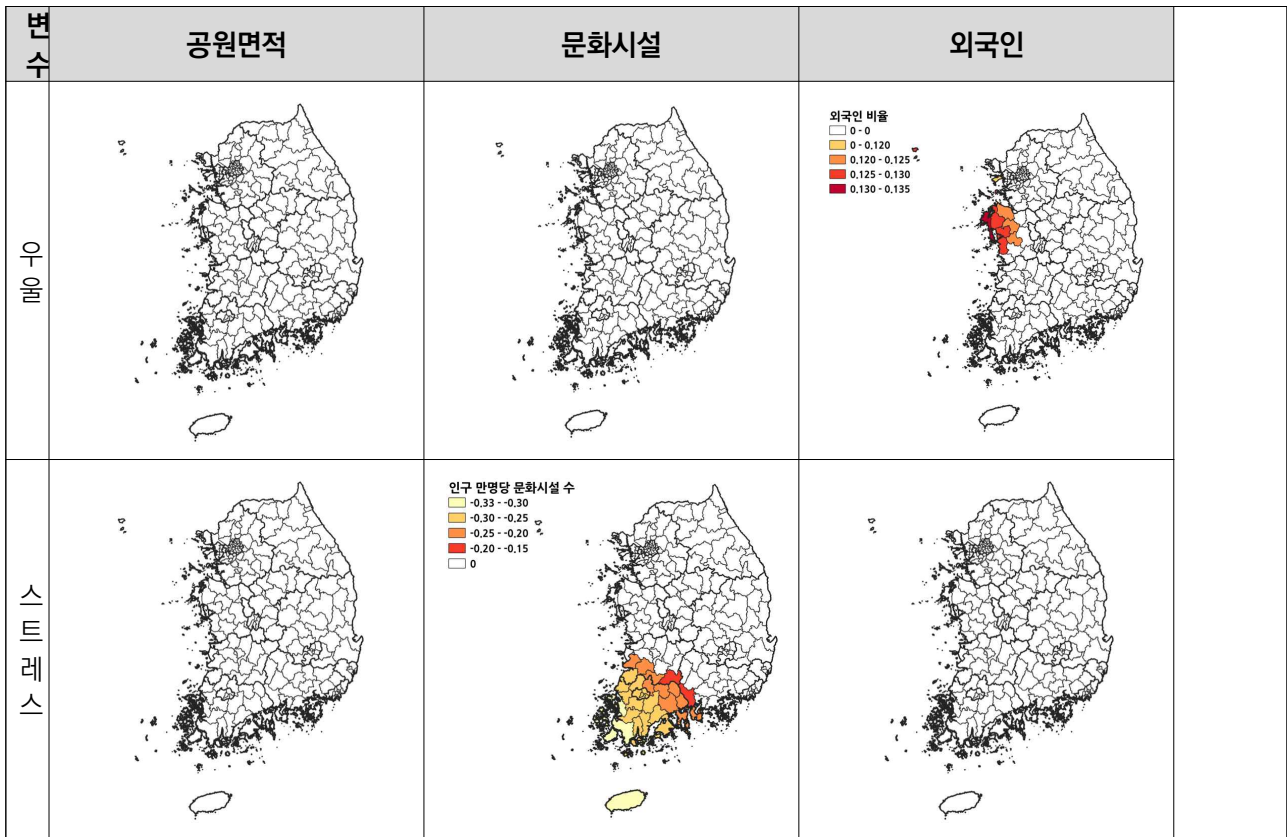 변수
공원면적
문화시설
외국인
우울
외국인 비율
0 - 0
0 - 0.120
0.120 - 0.125
0.125 - 0.130
0.130 - 0.135
스트레스
인구 만명당 문화시설 수
-0.33 - -0.30
-0.30 - -0.25
-0.25 - -0.20
-0.20 - -0.15
0